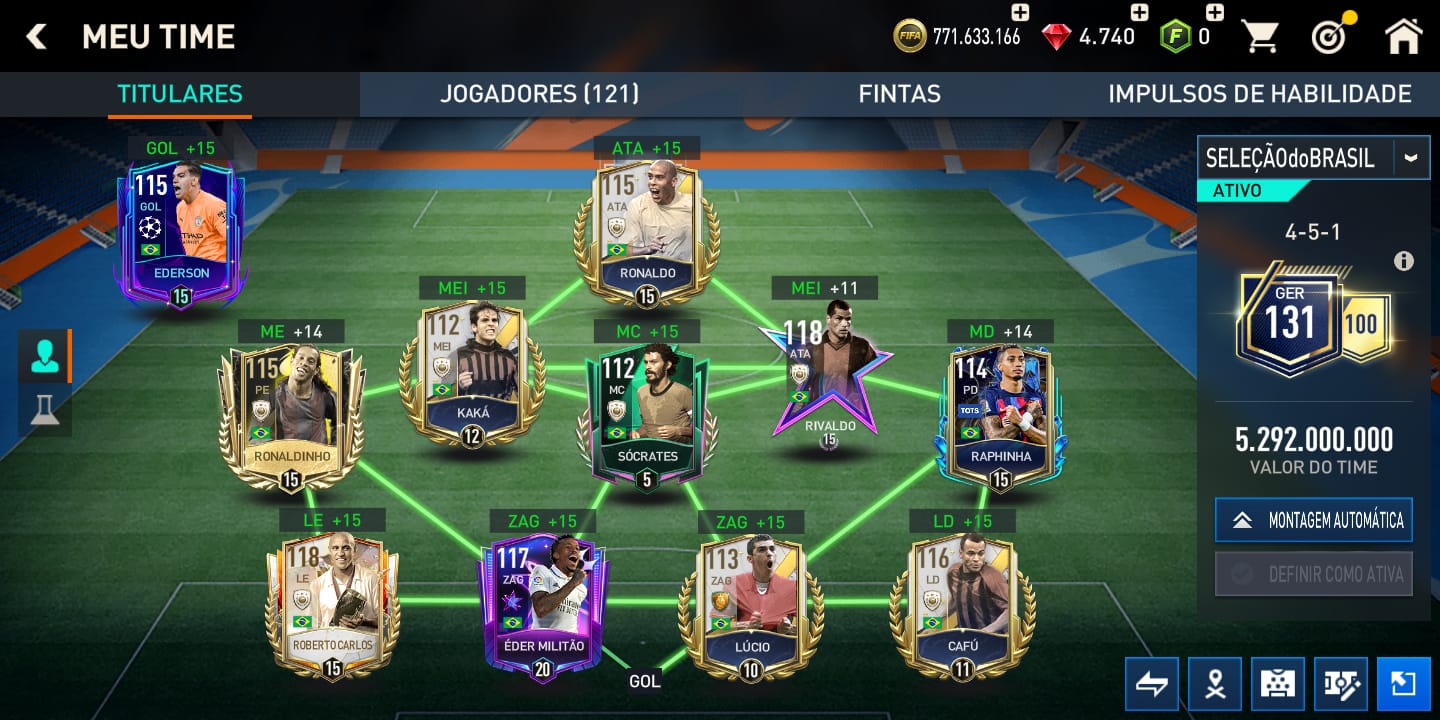 MEU TIME
771.633.166
4.740
F 0
TITULARES
JOGADORES (121)
FINTAS
IMPULSOS DE HABILIDADE
GOL +15
115
GOL
EDERSON
15
ATA +15
115
ATA
RONALDO
15
SELEÇÃOdoBRASIL
ATIVO
4-5-1
GER
131
100
5.292.000.000
VALOR DO TIME
MONTAGEM AUTOMÁTICA
DEFINIR COMO ATIVA
MEI +15
112
MEI
KAKÁ
12
MEI +11
118
ATA
RIVALDO
15
ME +14
115
PE
RONALDINHO
15
MC +15
112
MC
SÓCRATES
5
MD +14
114
PD
TOTS
RAPHINHA
15
LE +15
118
LE
ROBERTO CARLOS
15
ZAG +15
117
ZAG
ÉDER MILITÃO
20
ZAG +15
113
ZAG
LÚCIO
10
LD +15
116
LD
CAFÚ
11
GOL